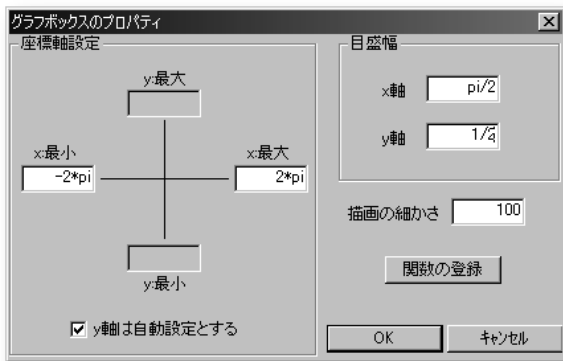 グラフボックスのプロパティ
座標軸設定
y:最大
x:最小
-2*pi
x:最大
2*pi
y:最小
y軸は自動設定とする
目盛幅
x軸
pi/2
y軸
1/4
描画の細かさ
100
関数の登録
OK
キャンセル